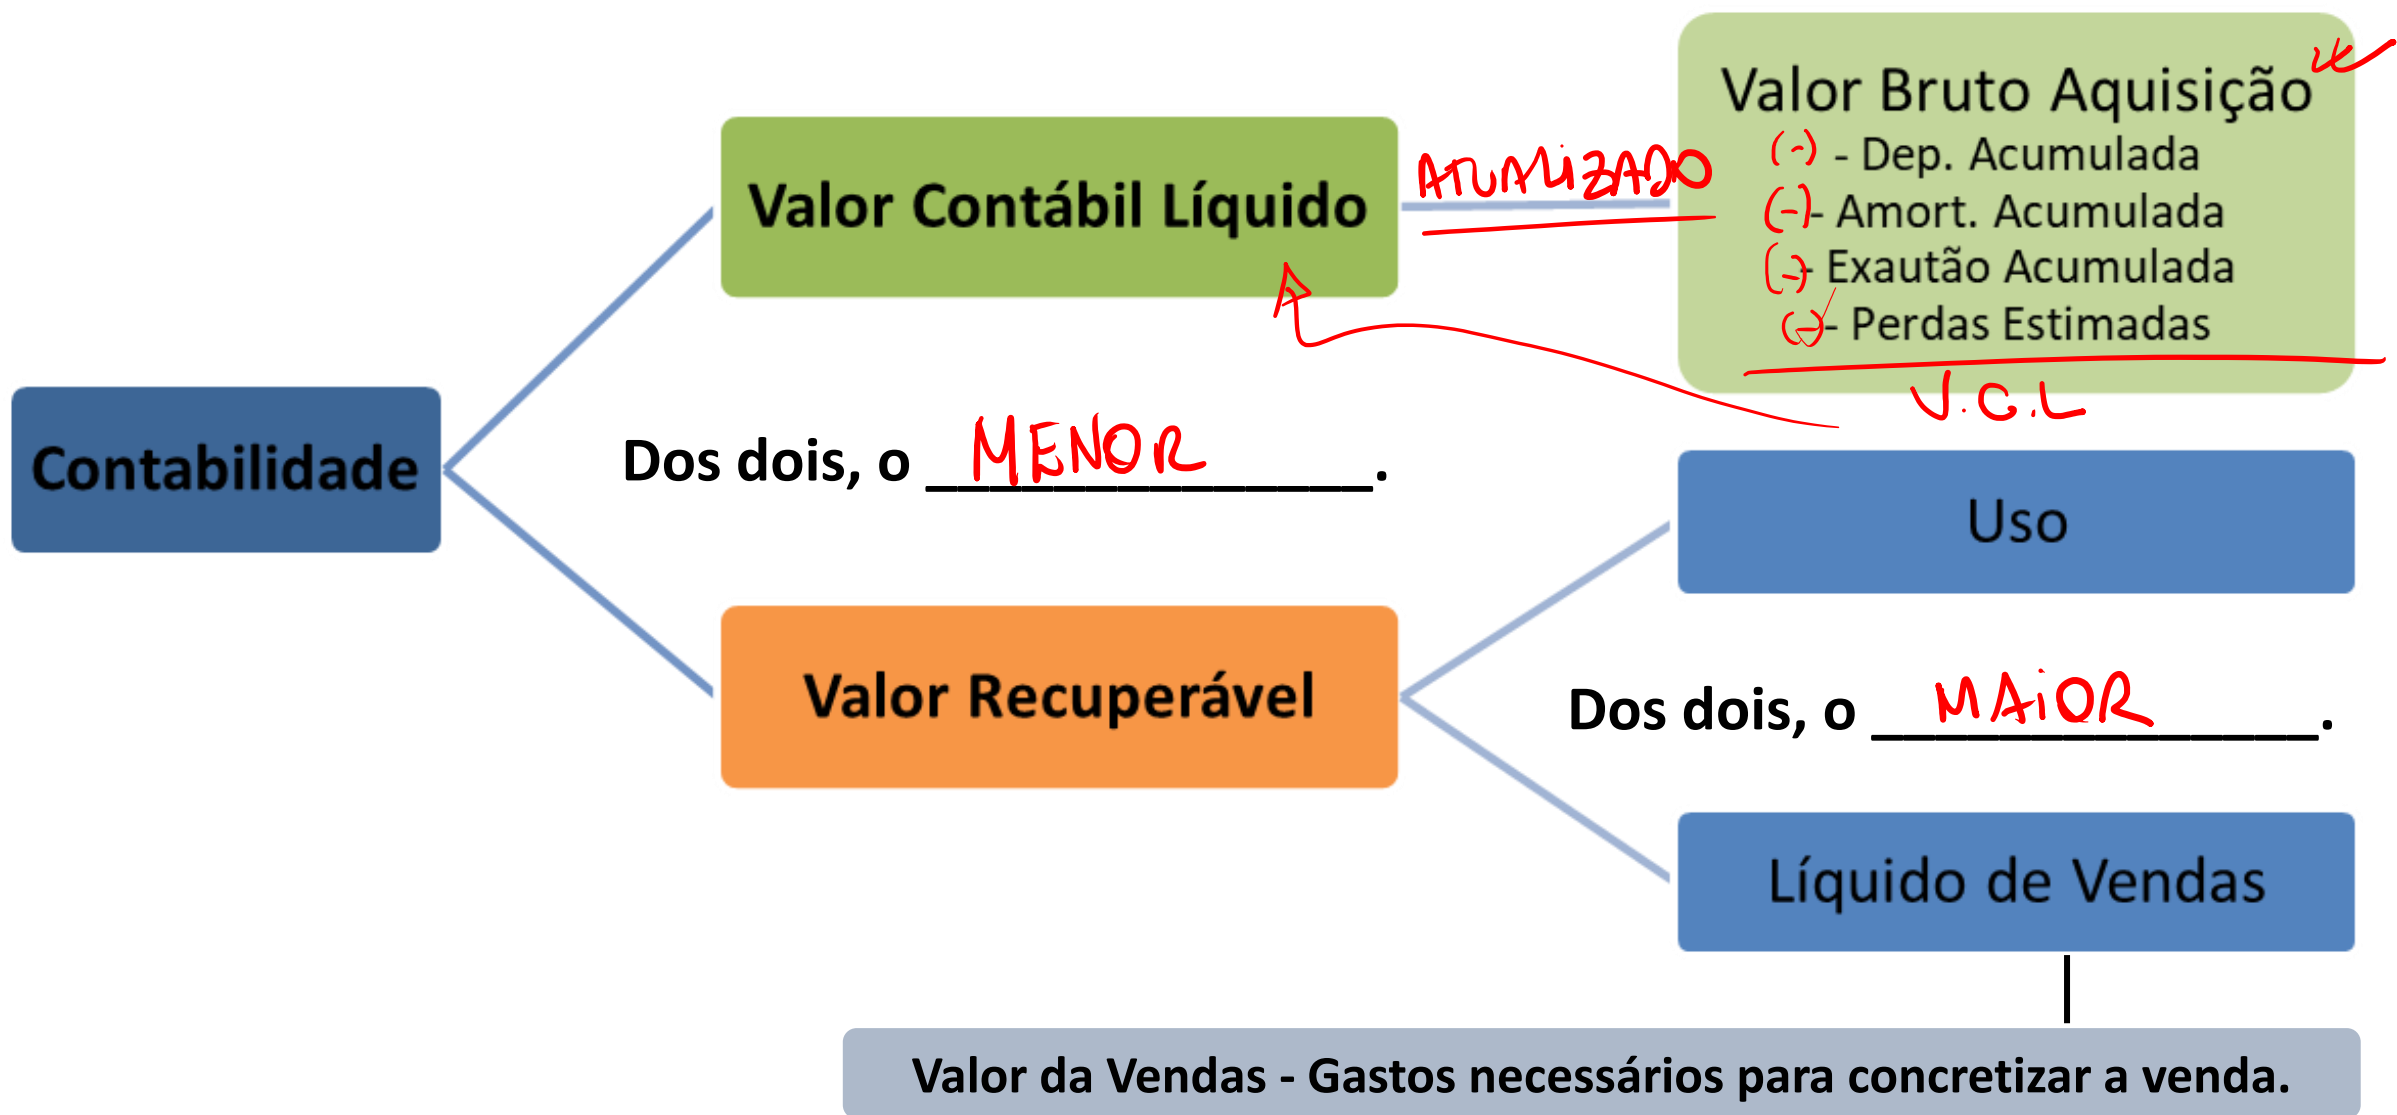 Valor Bruto Aquisição
(-) - Dep. Acumulada
(-) - Amort. Acumulada
(-) - Exautão Acumulada
(-) - Perdas Estimadas
V.C.L
ATUALIZADO
Valor Contábil Líquido
Contabilidade
Dos dois, o MENOR.
Uso
Valor Recuperável
Dos dois, o MAIOR.
Líquido de Vendas
Valor da Vendas - Gastos necessários para concretizar a venda.